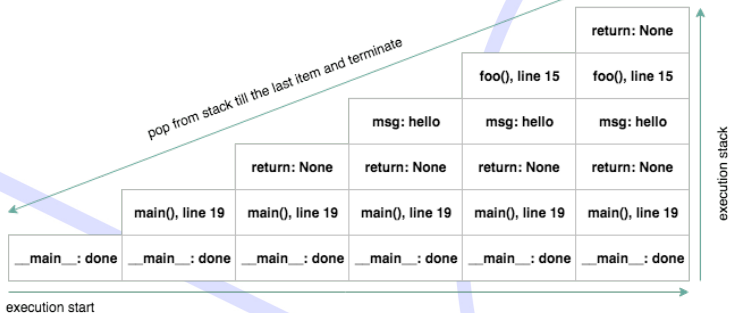 return: None
pop from stack till the last item and terminate
foo(), line 15 foo(), line 15
msg: hello msg: hello msg: hello
execution stack
return: None return: None return: None return: None
main(), line 19 main(), line 19 main(), line 19 main(), line 19 main(), line 19
__main__: done __main__: done __main__: done __main__: done __main__: done __main__: done
execution start